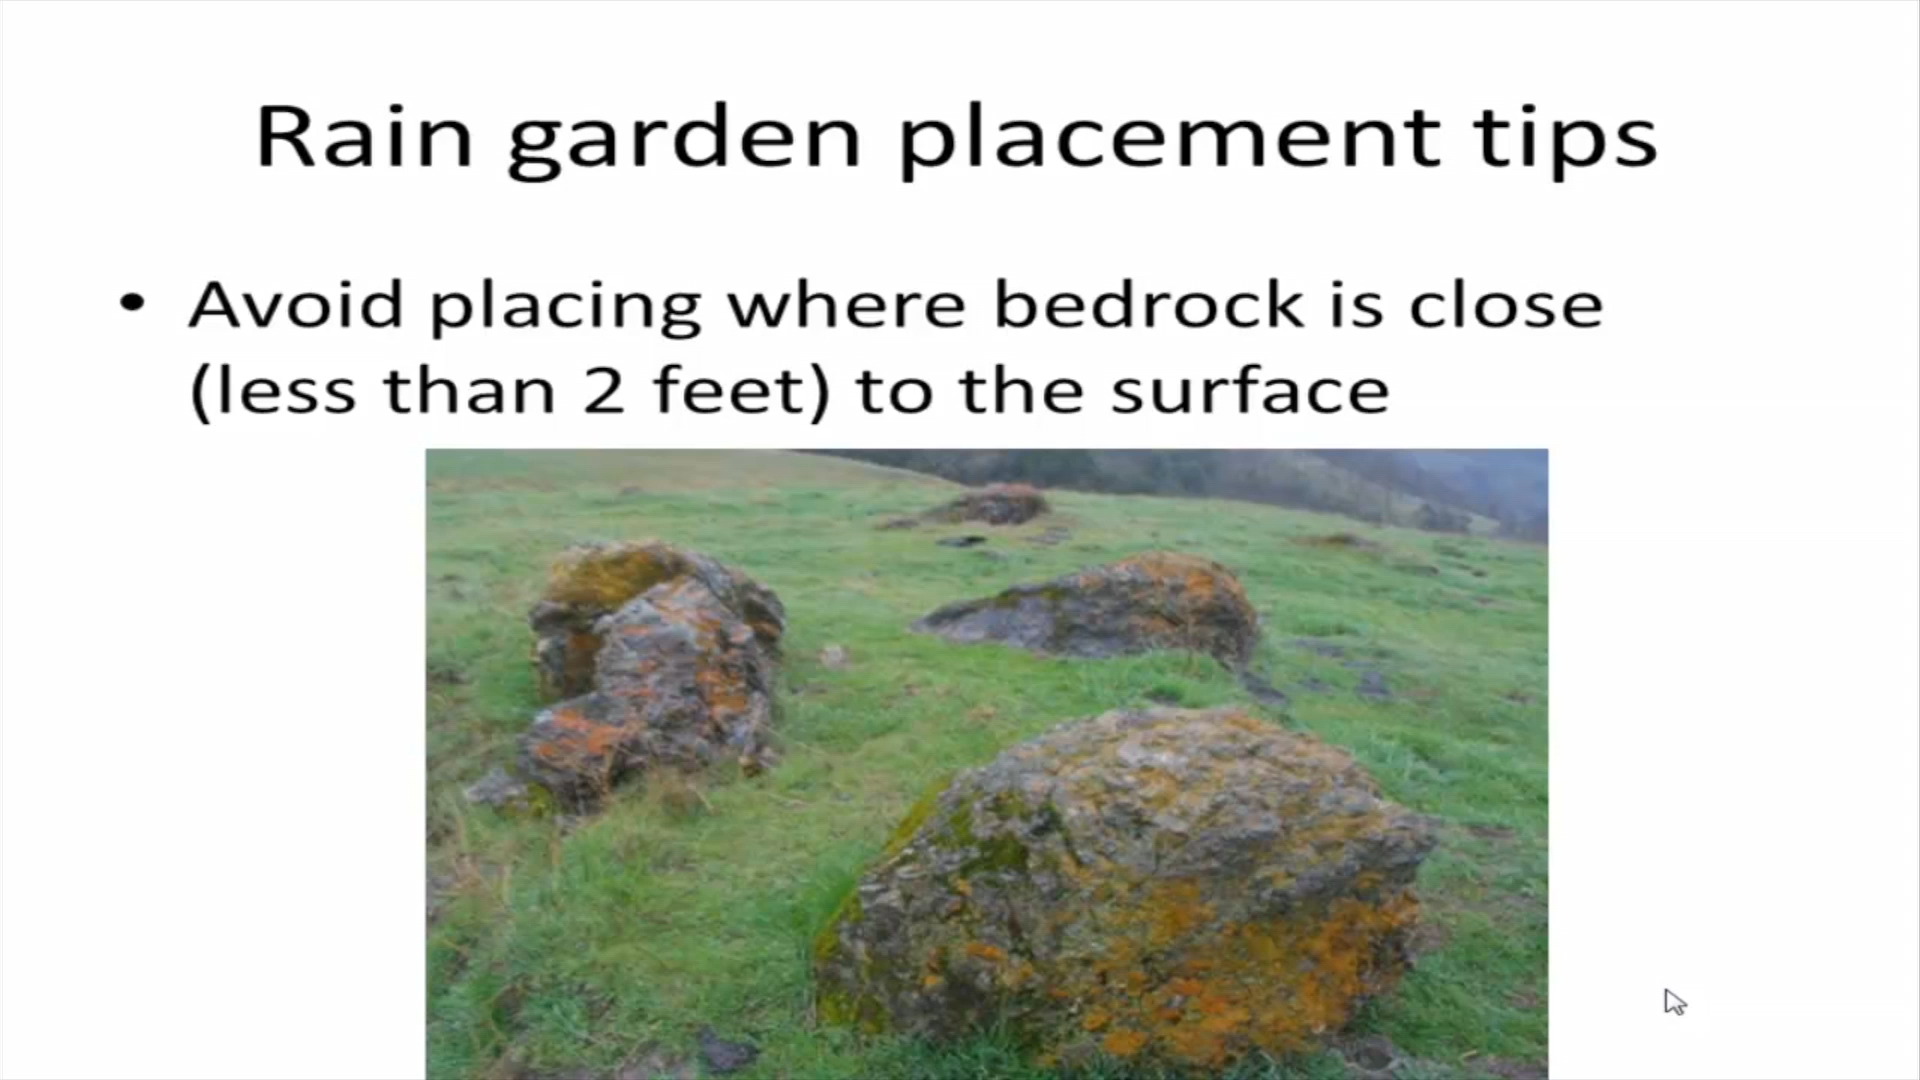 Rain garden placement tips
• Avoid placing where bedrock is close
(less than 2 feet) to the surface